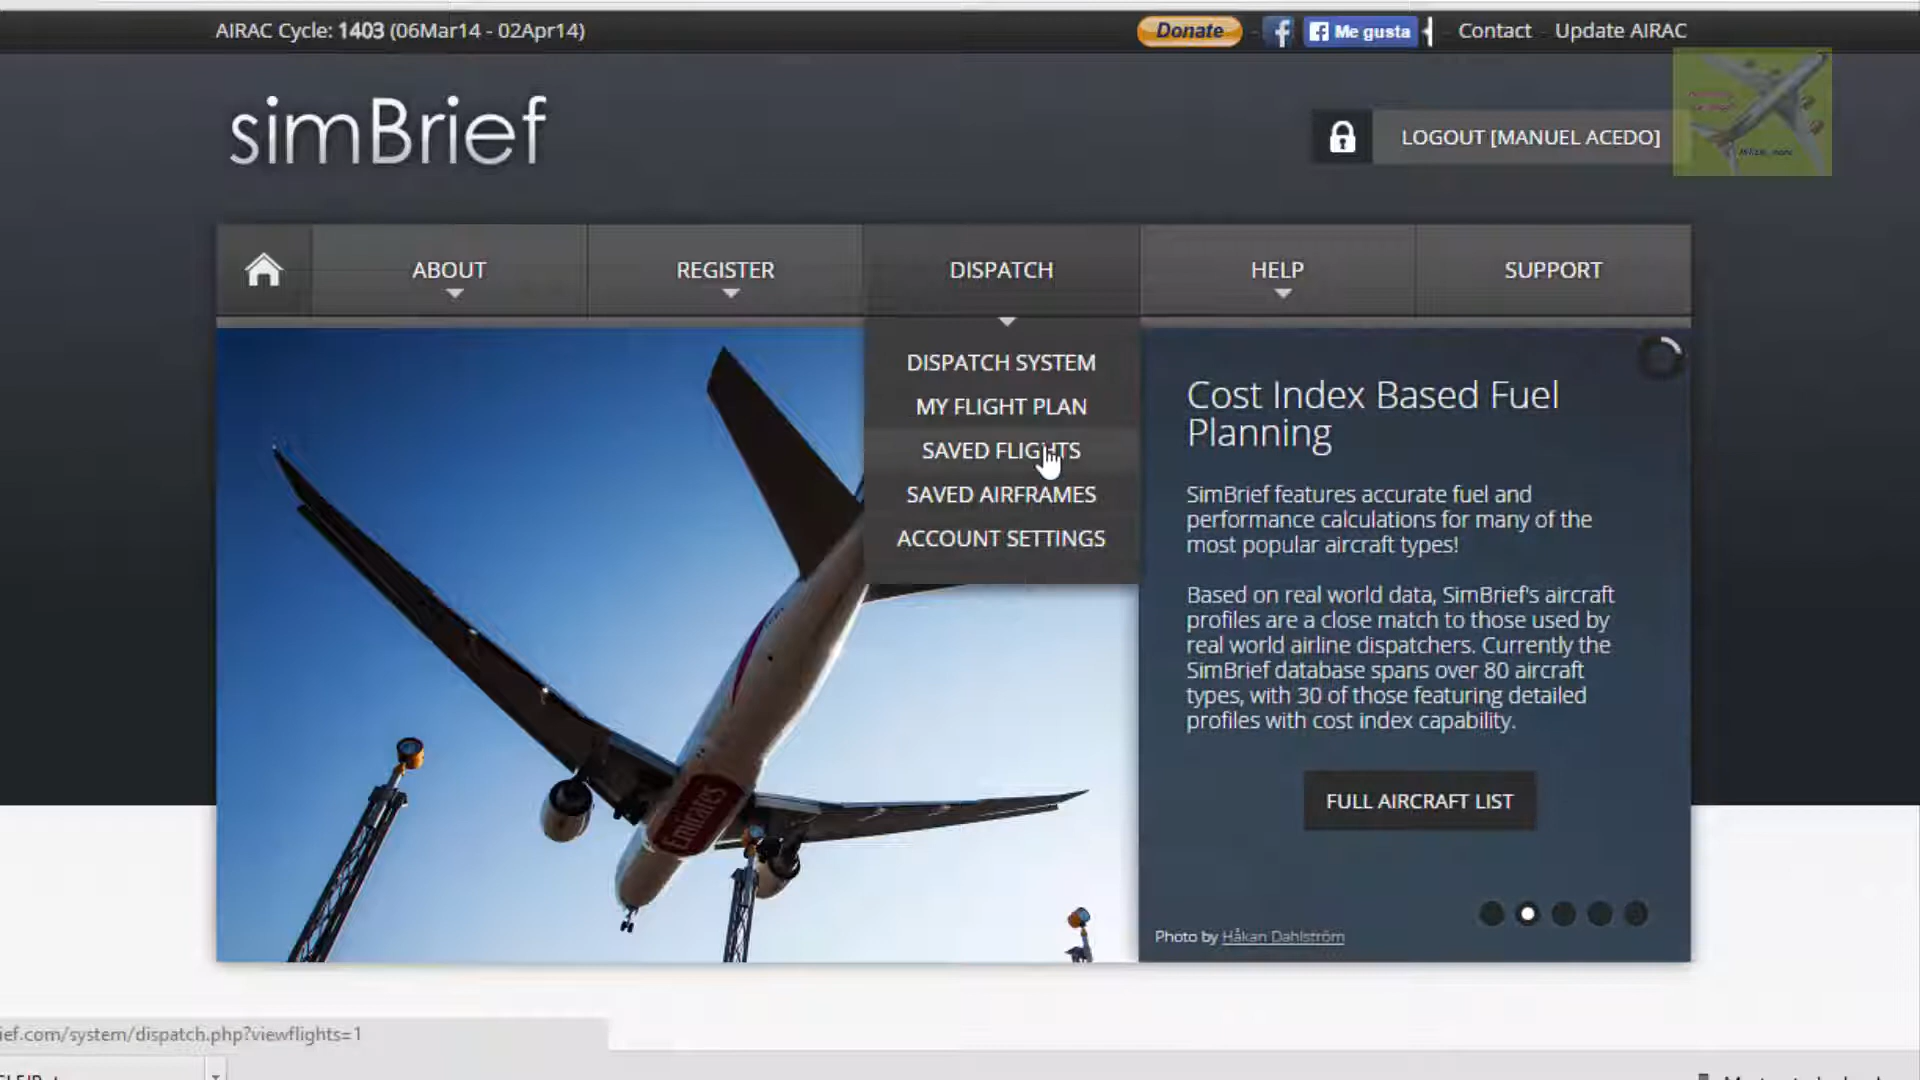 AIRAC Cycle: 1403 (06Mar14 - 02Apr14)
Donate - Me gusta - Contact - Update AIRAC
simBrief
LOGOUT [MANUEL ACEDO]
ABOUT
REGISTER
DISPATCH
HELP
SUPPORT
DISPATCH SYSTEM
MY FLIGHT PLAN
SAVED FLIGHTS
SAVED AIRFRAMES
ACCOUNT SETTINGS
Cost Index Based Fuel
Planning
SimBrief features accurate fuel and
performance calculations for many of the
most popular aircraft types!
Based on real world data, SimBrief's aircraft
profiles are a close match to those used by
real world airline dispatchers. Currently the
SimBrief database spans over 80 aircraft
types, with 30 of those featuring detailed
profiles with cost index capability.
FULL AIRCRAFT LIST
Emirates
Photo by Håkan Dahlström
ief.com/system/dispatch.php?viewflights=1